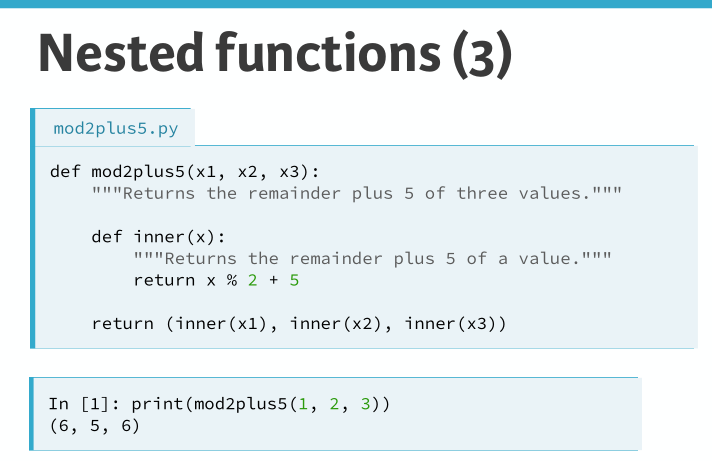 Nested functions (3)
mod2plus5.py
def mod2plus5(x1, x2, x3):
    """Returns the remainder plus 5 of three values."""
    def inner(x):
        """Returns the remainder plus 5 of a value."""
        return x % 2 + 5
    return (inner(x1), inner(x2), inner(x3))
In [1]: print(mod2plus5(1, 2, 3))
(6, 5, 6)